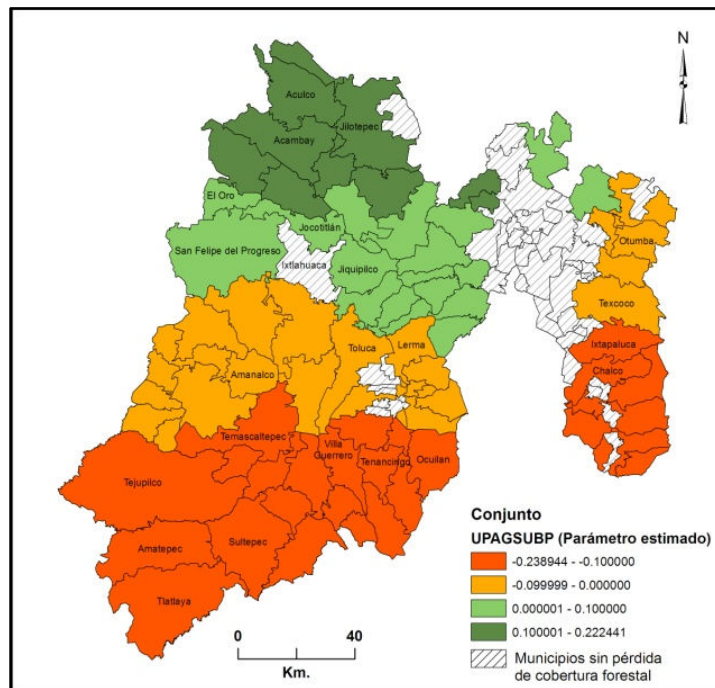 N
Aculco
Jilotepec
Acambay
El Oro
Jocotitlán
San Felipe del Progreso
Ixtlahuaca
Jiquipilco
Otumba
Texcoco
Toluca
Lerma
Ixtapaluca
Chalco
Amanalco
Temascaltepec
Villa
Guerrero
Tenancingo
Ocuilan
Tejupilco
Sultepec
Amatepec
Tlatlaya
0
40
Km.
Conjunto
UPAGSUBP (Parámetro estimado)
-0.238944 - -0.100000
-0.099999 - 0.000000
0.000001 - 0.100000
0.100001 - 0.222441
Municipios sin pérdida
de cobertura forestal